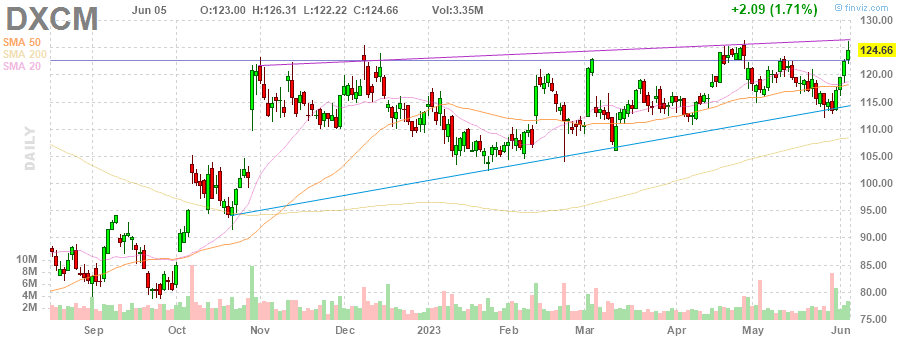 DXCM
Jun 05 O:123.00 H:126.31 L:122.22 C:124.66 Vol:3.35M +2.09 (1.71%)
© finviz.com
SMA 50
SMA 200
SMA 20
DAILY
130.00
124.66
120.00
115.00
110.00
105.00
100.00
95.00
90.00
85.00
80.00
75.00
10M
8M
6M
4M
2M
Sep Oct Nov Dec 2023 Feb Mar Apr May Jun